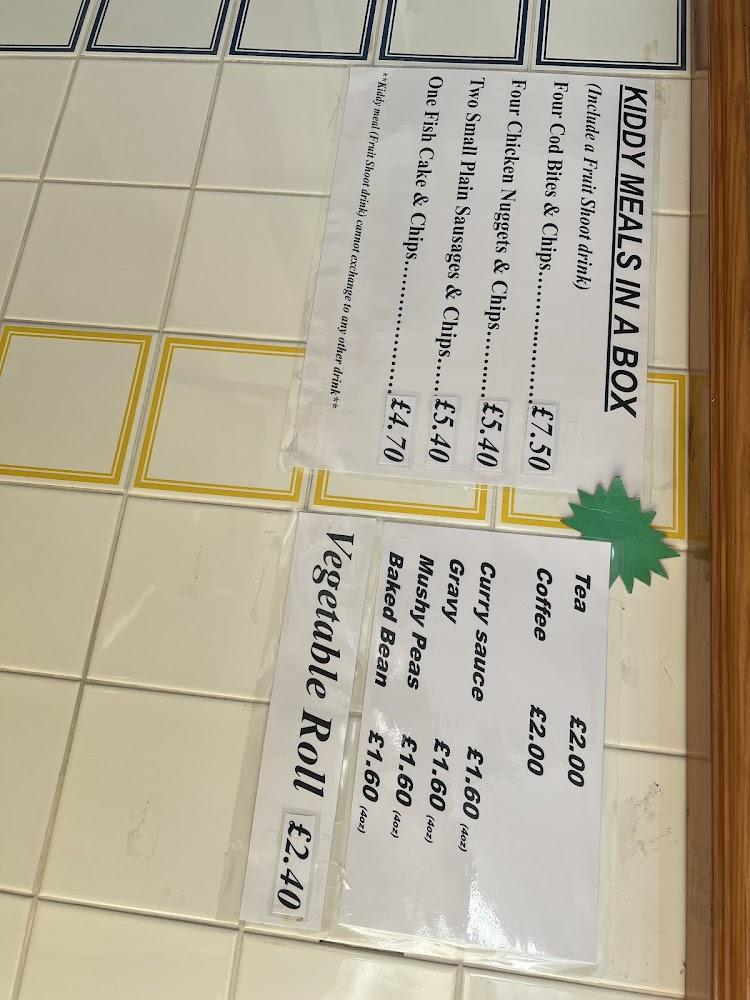 KIDDY MEALS IN A BOX
(Include a Fruit Shoot drink)
Four Cod Bites & Chips........................£7.50
Four Chicken Nuggets & Chips..........£5.40
Two Small Plain Sausages & Chips.....£5.40
One Fish Cake & Chips......................£4.70
**Kiddy meal (Fruit Shoot drink) cannot exchange to any other drink**
Tea £2.00
Coffee £2.00
Curry sauce £1.60 (4oz)
Gravy £1.60 (4oz)
Mushy Peas £1.60 (4oz)
Baked Bean £1.60 (4oz)
Vegetable Roll £2.40